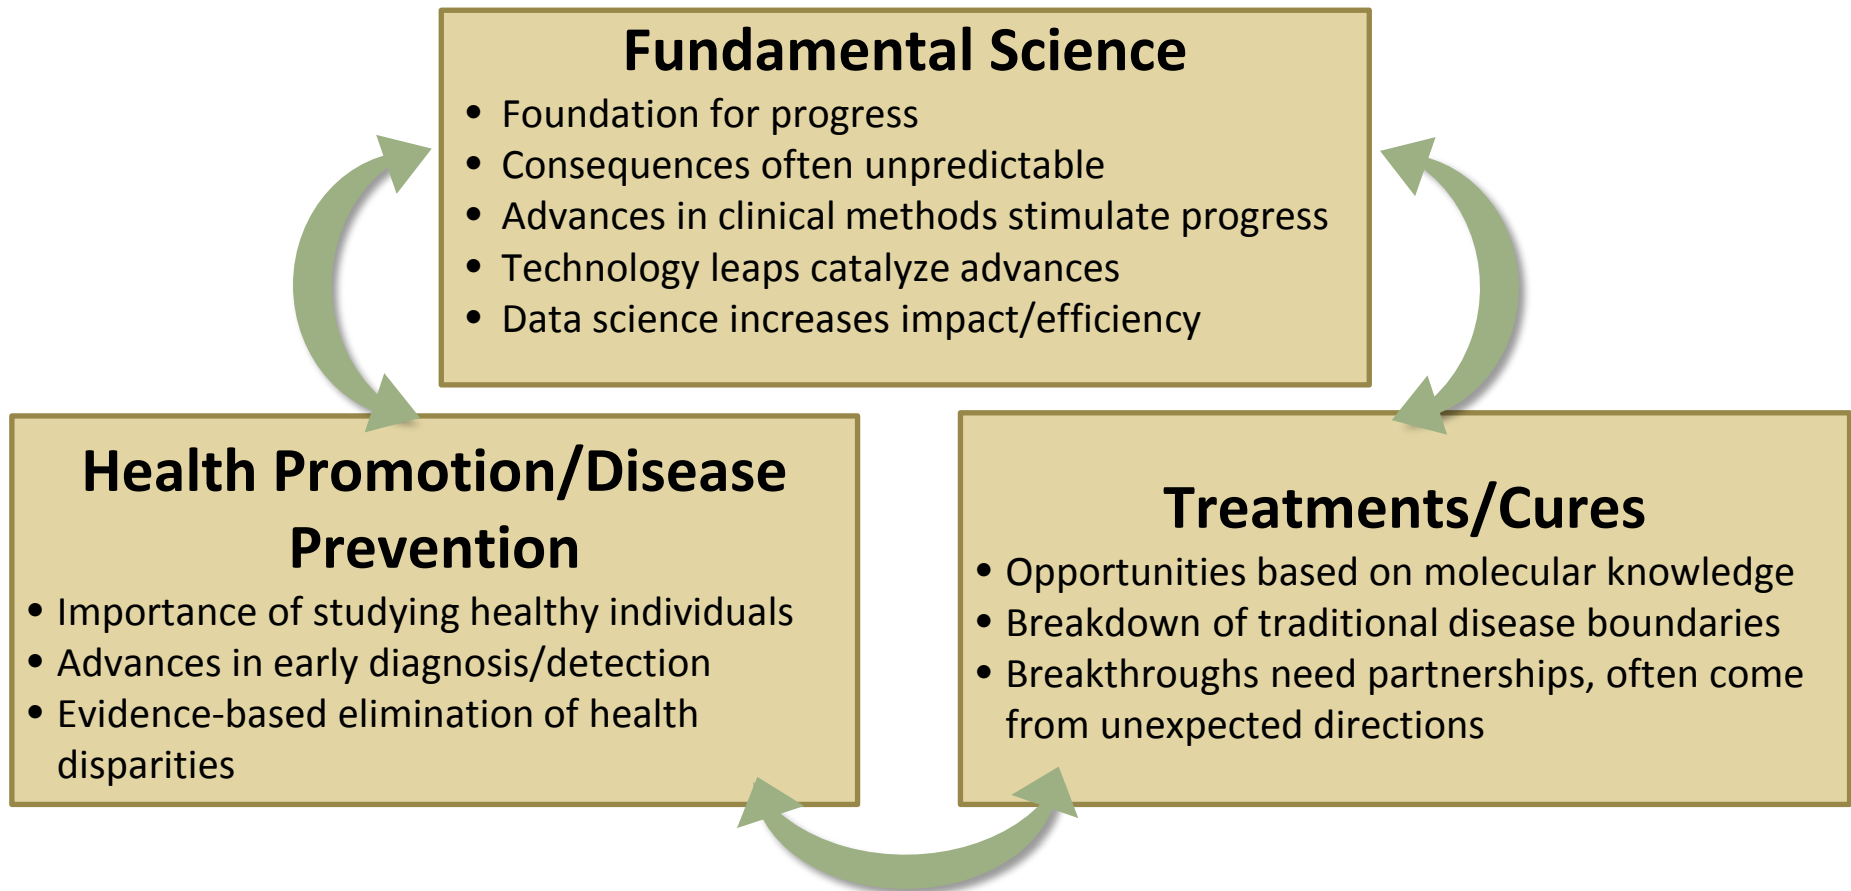 Fundamental Science
• Foundation for progress
• Consequences often unpredictable
• Advances in clinical methods stimulate progress
• Technology leaps catalyze advances
• Data science increases impact/efficiency
Health Promotion/Disease
Prevention
• Importance of studying healthy individuals
• Advances in early diagnosis/detection
• Evidence-based elimination of health
disparities
Treatments/Cures
• Opportunities based on molecular knowledge
• Breakdown of traditional disease boundaries
• Breakthroughs need partnerships, often come
from unexpected directions